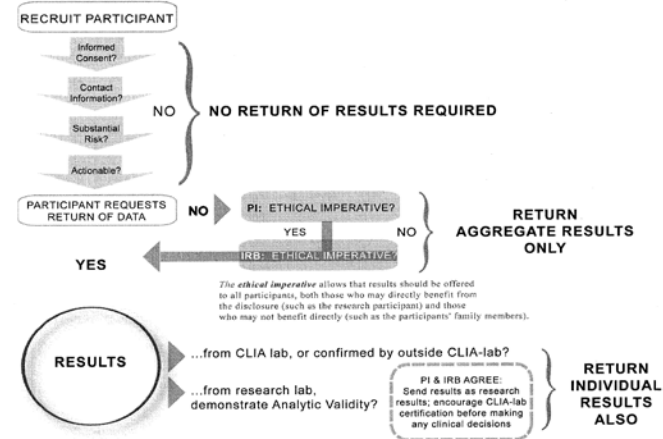 RECRUIT PARTICIPANT
Informed
Consent?
Contact
Information?
NO
NO RETURN OF RESULTS REQUIRED
Substantial
Risk?
Actionable?
PARTICIPANT REQUESTS
RETURN OF DATA
NO
PI: ETHICAL IMPERATIVE?
YES
NO
IRB: ETHICAL IMPERATIVE?
RETURN
AGGREGATE RESULTS
ONLY
YES
The ethical imperative allows that results should be offered
to all participants, both those who may directly benefit from
the disclosure (such as the research participant) and those
who may not benefit directly (such as the participants' family members).
RESULTS
...from CLIA lab, or confirmed by outside CLIA-lab?
...from research lab,
demonstrate Analytic Validity?
PI & IRB AGREE:
Send results as research
results; encourage CLIA-lab
certification before making
any clinical decisions
RETURN
INDIVIDUAL
RESULTS
ALSO